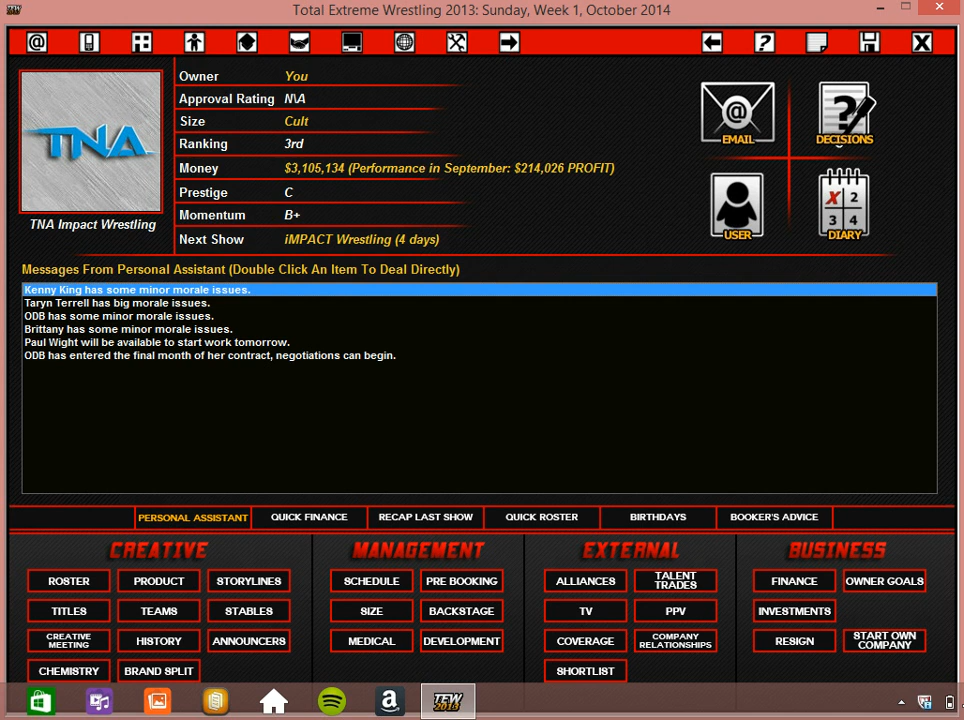 TEW
Total Extreme Wrestling 2013: Sunday, Week 1, October 2014
TNA
TNA Impact Wrestling
Owner You
Approval Rating N\A
Size Cult
Ranking 3rd
Money $3,105,134 (Performance in September: $214,026 PROFIT)
Prestige C
Momentum B+
Next Show iMPACT Wrestling (4 days)
EMAIL
DECISIONS
USER
X 2
3 4
DIARY
Messages From Personal Assistant (Double Click An Item To Deal Directly)
Kenny King has some minor morale issues.
Taryn Terrell has big morale issues.
ODB has some minor morale issues.
Brittany has some minor morale issues.
Paul Wight will be available to start work tomorrow.
ODB has entered the final month of her contract, negotiations can begin.
PERSONAL ASSISTANT QUICK FINANCE RECAP LAST SHOW QUICK ROSTER BIRTHDAYS BOOKER'S ADVICE
CREATIVE
ROSTER PRODUCT STORYLINES
TITLES TEAMS STABLES
CREATIVE MEETING HISTORY ANNOUNCERS
CHEMISTRY BRAND SPLIT
MANAGEMENT
SCHEDULE PRE BOOKING
SIZE BACKSTAGE
MEDICAL DEVELOPMENT
EXTERNAL
ALLIANCES TALENT TRADES
TV PPV
COVERAGE COMPANY RELATIONSHIPS
SHORTLIST
BUSINESS
FINANCE OWNER GOALS
INVESTMENTS
RESIGN START OWN COMPANY
a
TEW 2013